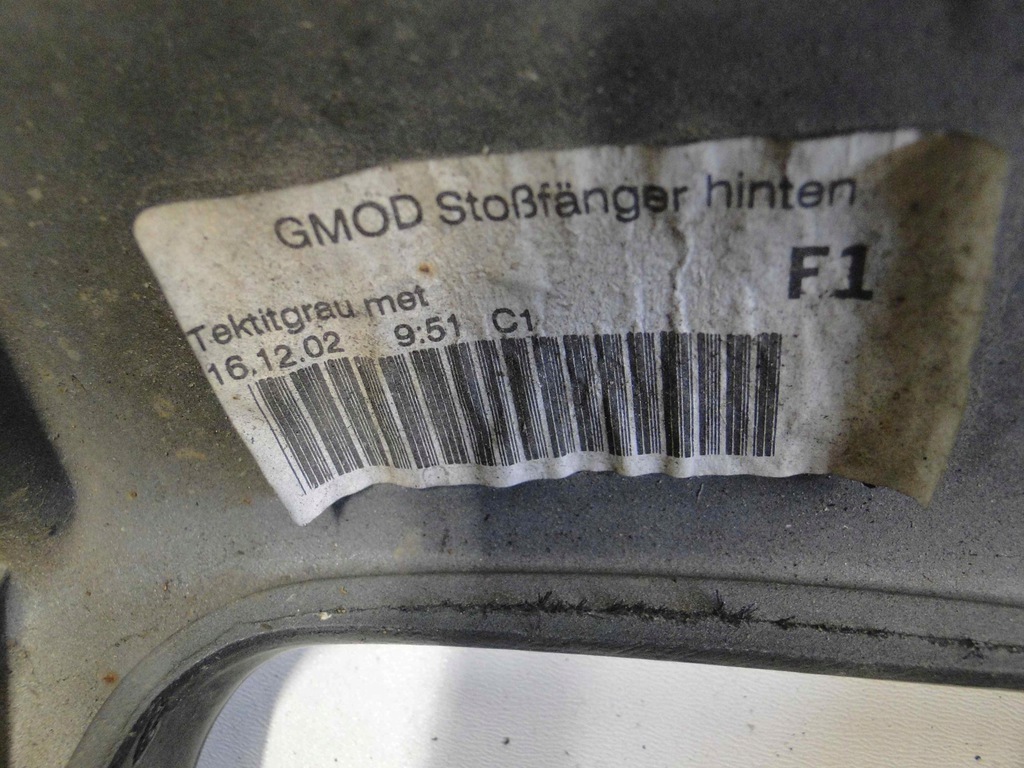 GMOD Stoßfänger hinten
F1
Tektitgrau met
16.12.02 9:51 C1